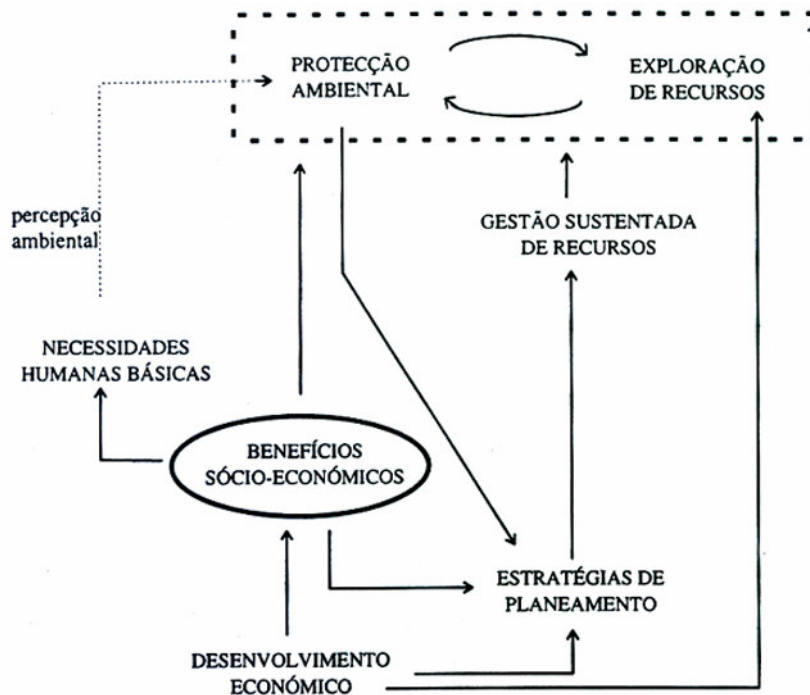 PROTECÇÃO
AMBIENTAL
EXPLORAÇÃO
DE RECURSOS
percepção
ambiental
GESTÃO SUSTENTADA
DE RECURSOS
NECESSIDADES
HUMANAS BÁSICAS
BENEFÍCIOS
SÓCIO-ECONÓMICOS
ESTRATÉGIAS DE
PLANEAMENTO
DESENVOLVIMENTO
ECONÓMICO